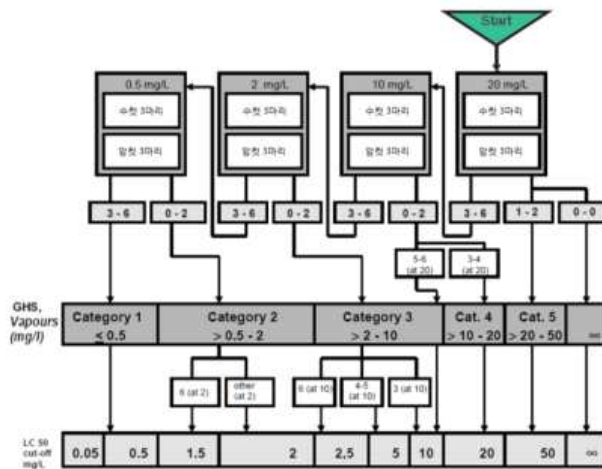 Start
0.5 mg/L
2 mg/L
10 mg/L
20 mg/L
수컷 3마리
수컷 3마리
수컷 3마리
수컷 3마리
암컷 3마리
암컷 3마리
암컷 3마리
암컷 3마리
3 - 6
0 - 2
3 - 6
0 - 2
3 - 6
0 - 2
3 - 6
1 - 2
0 - 0
5-6
(at 20)
3-4
(at 20)
GHS,
Vapours
(mg/l)
Category 1
≤ 0.5
Category 2
> 0.5 - 2
Category 3
> 2 - 10
Cat. 4
> 10 - 20
Cat. 5
> 20 - 50
∞
6 (at 2)
other
(at 2)
6 (at 10)
4-5
(at 10)
3 (at 10)
LC 50
cut-off
mg/L
0.05
0.5
1.5
2
2,5
5
10
20
50
∞